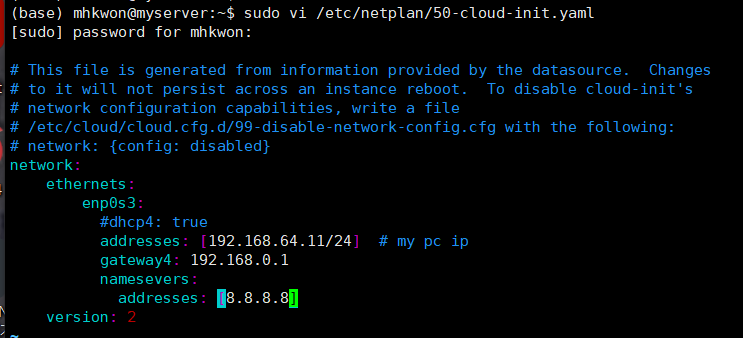 (base) mhkwon@myserver:~$ sudo vi /etc/netplan/50-cloud-init.yaml
[sudo] password for mhkwon:
# This file is generated from information provided by the datasource.  Changes
# to it will not persist across an instance reboot.  To disable cloud-init's
# network configuration capabilities, write a file
# /etc/cloud/cloud.cfg.d/99-disable-network-config.cfg with the following:
# network: {config: disabled}
network:
    ethernets:
        enp0s3:
          #dhcp4: true
          addresses: [192.168.64.11/24]  # my pc ip
          gateway4: 192.168.0.1
          namesevers:
            addresses: [8.8.8.8]
    version: 2
~